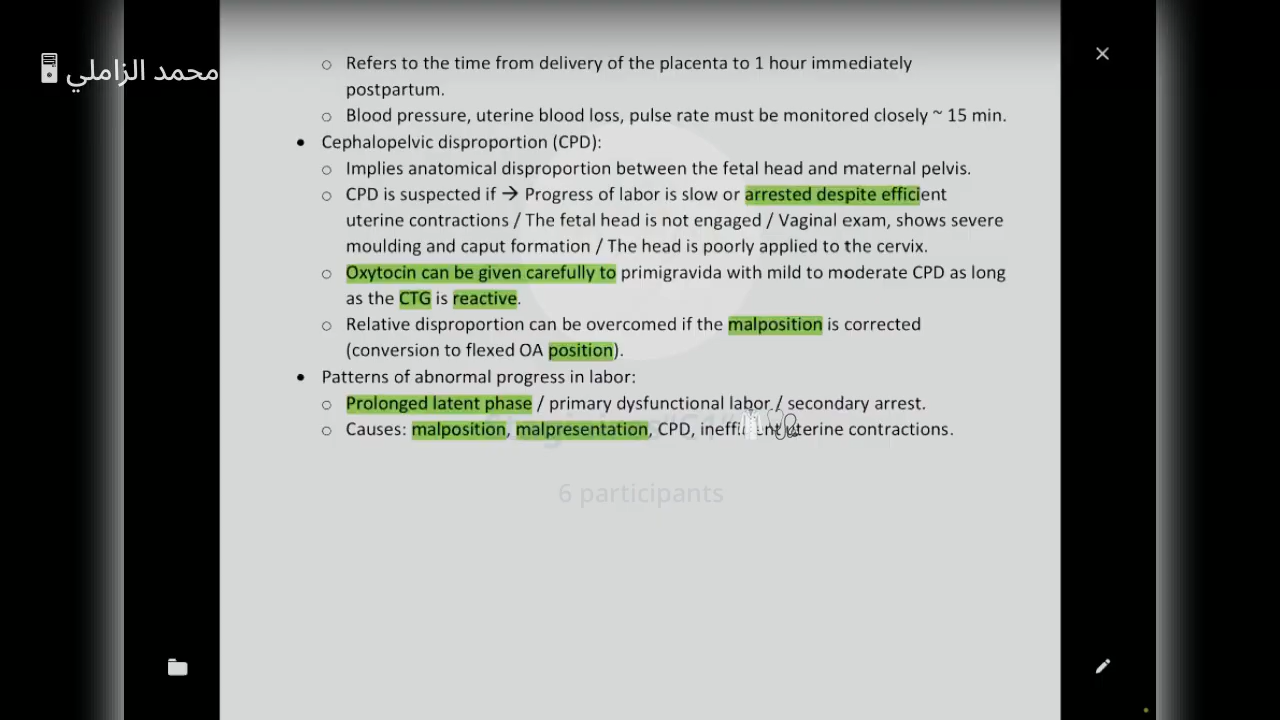 محمد الزاملي
○ Refers to the time from delivery of the placenta to 1 hour immediately
postpartum.
○ Blood pressure, uterine blood loss, pulse rate must be monitored closely ~ 15 min.
• Cephalopelvic disproportion (CPD):
○ Implies anatomical disproportion between the fetal head and maternal pelvis.
○ CPD is suspected if → Progress of labor is slow or arrested despite efficient
uterine contractions / The fetal head is not engaged / Vaginal exam, shows severe
moulding and caput formation / The head is poorly applied to the cervix.
○ Oxytocin can be given carefully to primigravida with mild to moderate CPD as long
as the CTG is reactive.
○ Relative disproportion can be overcomed if the malposition is corrected
(conversion to flexed OA position).
• Patterns of abnormal progress in labor:
○ Prolonged latent phase / primary dysfunctional labor / secondary arrest.
○ Causes: malposition, malpresentation, CPD, inefficient uterine contractions.
6 participants